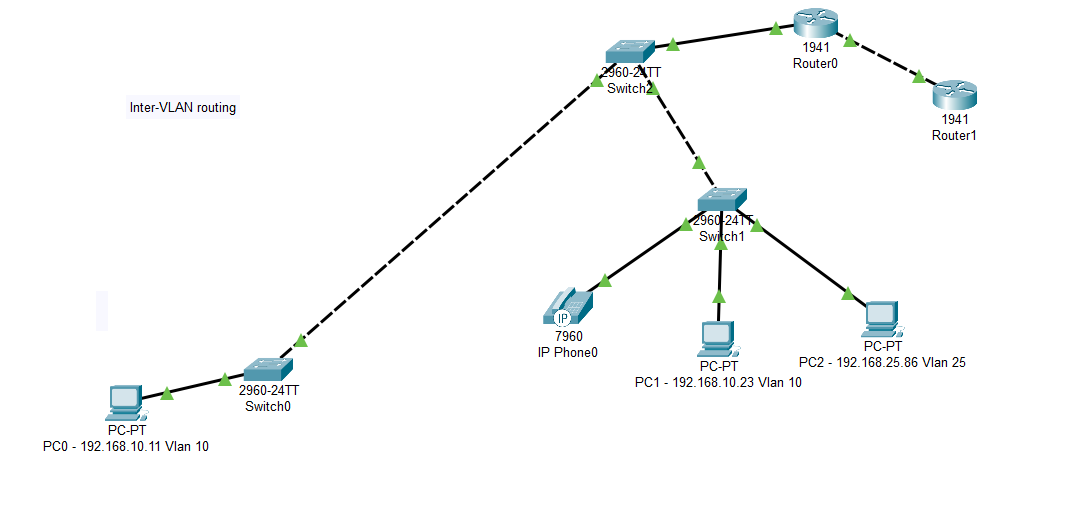 1941
Router0
2960-24TT
Switch2
Inter-VLAN routing
1941
Router1
2960-24TT
Switch1
IP
7960
IP Phone0
PC-PT
PC2 - 192.168.25.86 Vlan 25
PC-PT
PC1 - 192.168.10.23 Vlan 10
2960-24TT
Switch0
PC-PT
PC0 - 192.168.10.11 Vlan 10